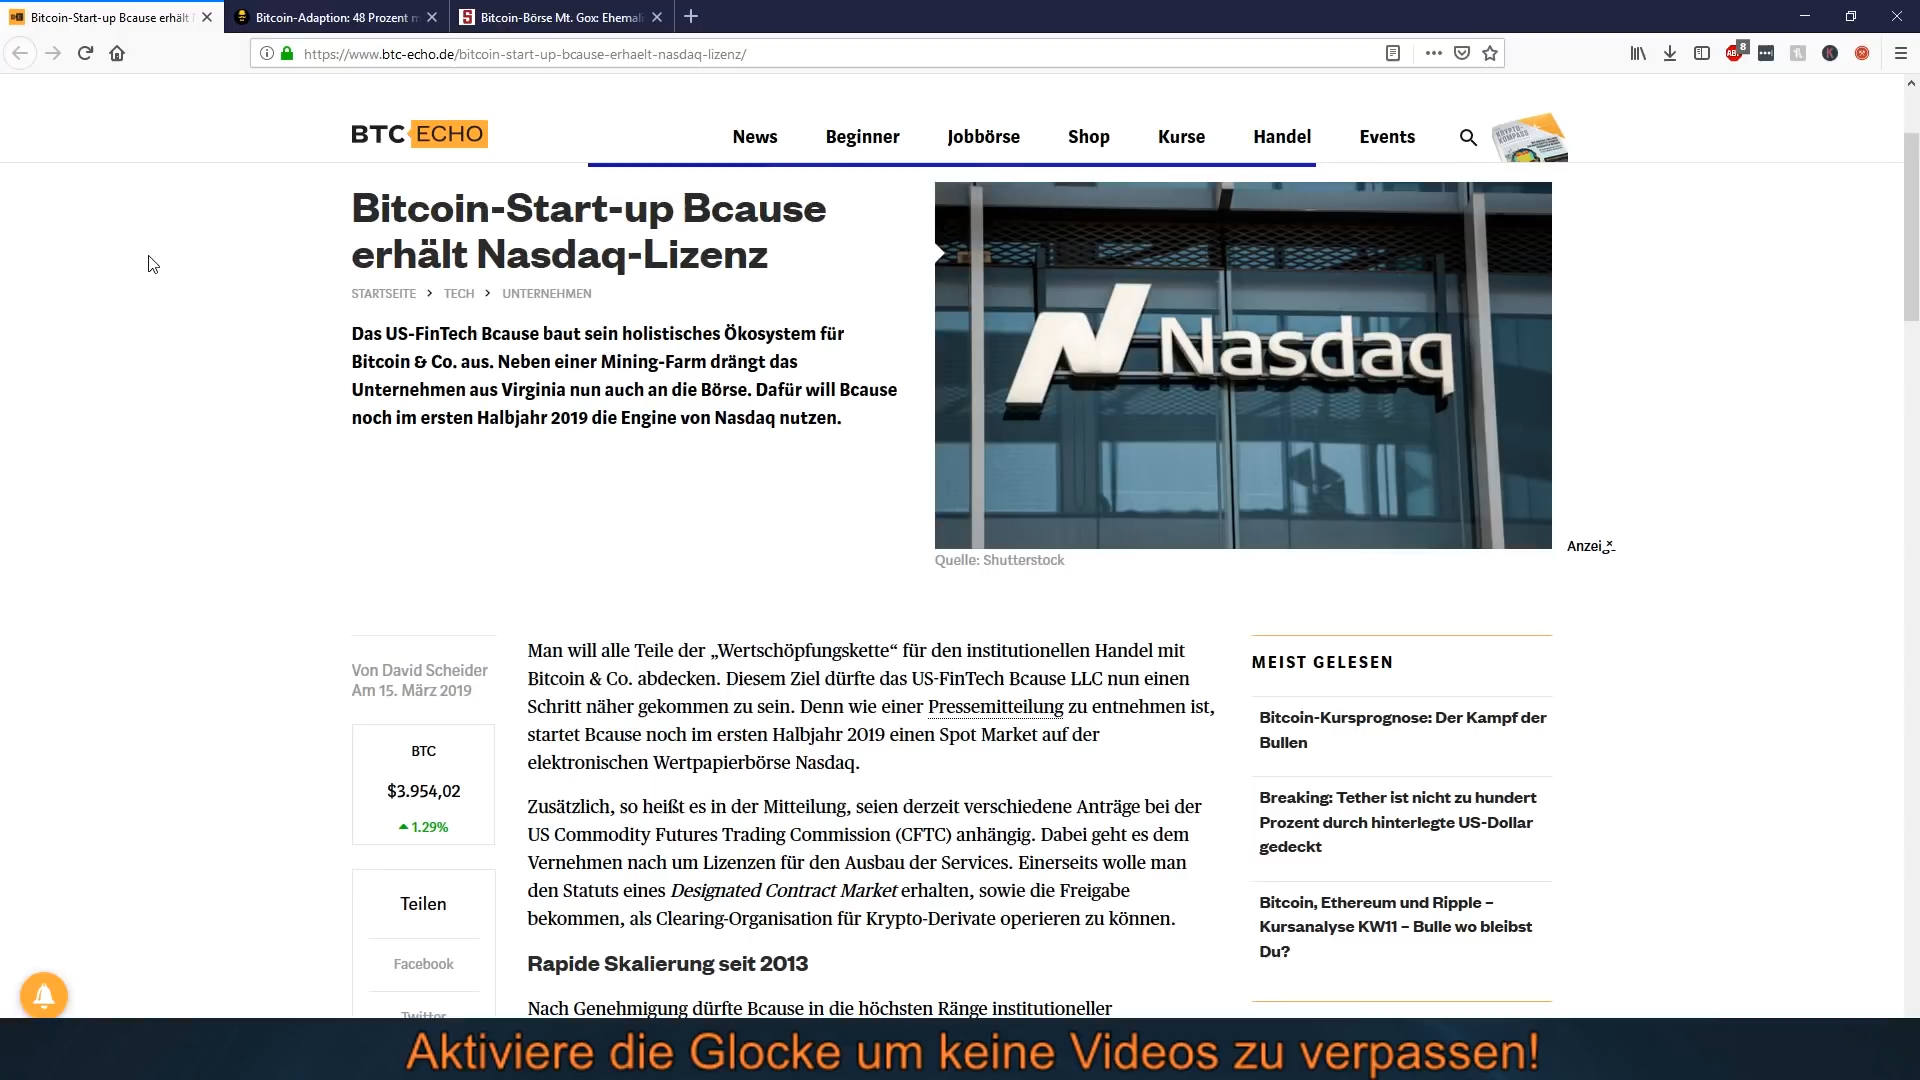 Bitcoin-Start-up Bcause erhält
Bitcoin-Adaption: 48 Prozent m
Bitcoin-Börse Mt. Gox: Ehemali
https://www.btc-echo.de/bitcoin-start-up-bcause-erhaelt-nasdaq-lizenz/
8
BTC ECHO
News
Beginner
Jobbörse
Shop
Kurse
Handel
Events
Bitcoin-Start-up Bcause
erhält Nasdaq-Lizenz
STARTSEITE > TECH > UNTERNEHMEN
Das US-FinTech Bcause baut sein holistisches Ökosystem für
Bitcoin & Co. aus. Neben einer Mining-Farm drängt das
Unternehmen aus Virginia nun auch an die Börse. Dafür will Bcause
noch im ersten Halbjahr 2019 die Engine von Nasdaq nutzen.
Nasdaq
Quelle: Shutterstock
Von David Scheider
Am 15. März 2019
BTC
$3.954,02
1.29%
Teilen
Facebook
Twitter
Man will alle Teile der „Wertschöpfungskette“ für den institutionellen Handel mit
Bitcoin & Co. abdecken. Diesem Ziel dürfte das US-FinTech Bcause LLC nun einen
Schritt näher gekommen zu sein. Denn wie einer Pressemitteilung zu entnehmen ist,
startet Bcause noch im ersten Halbjahr 2019 einen Spot Market auf der
elektronischen Wertpapierbörse Nasdaq.
Zusätzlich, so heißt es in der Mitteilung, seien derzeit verschiedene Anträge bei der
US Commodity Futures Trading Commission (CFTC) anhängig. Dabei geht es dem
Vernehmen nach um Lizenzen für den Ausbau der Services. Einerseits wolle man
den Statuts eines Designated Contract Market erhalten, sowie die Freigabe
bekommen, als Clearing-Organisation für Krypto-Derivate operieren zu können.
Rapide Skalierung seit 2013
Nach Genehmigung dürfte Bcause in die höchsten Ränge institutioneller
MEIST GELESEN
Bitcoin-Kursprognose: Der Kampf der
Bullen
Breaking: Tether ist nicht zu hundert
Prozent durch hinterlegte US-Dollar
gedeckt
Bitcoin, Ethereum und Ripple –
Kursanalyse KW11 – Bulle wo bleibst
Du?
Aktiviere die Glocke um keine Videos zu verpassen!